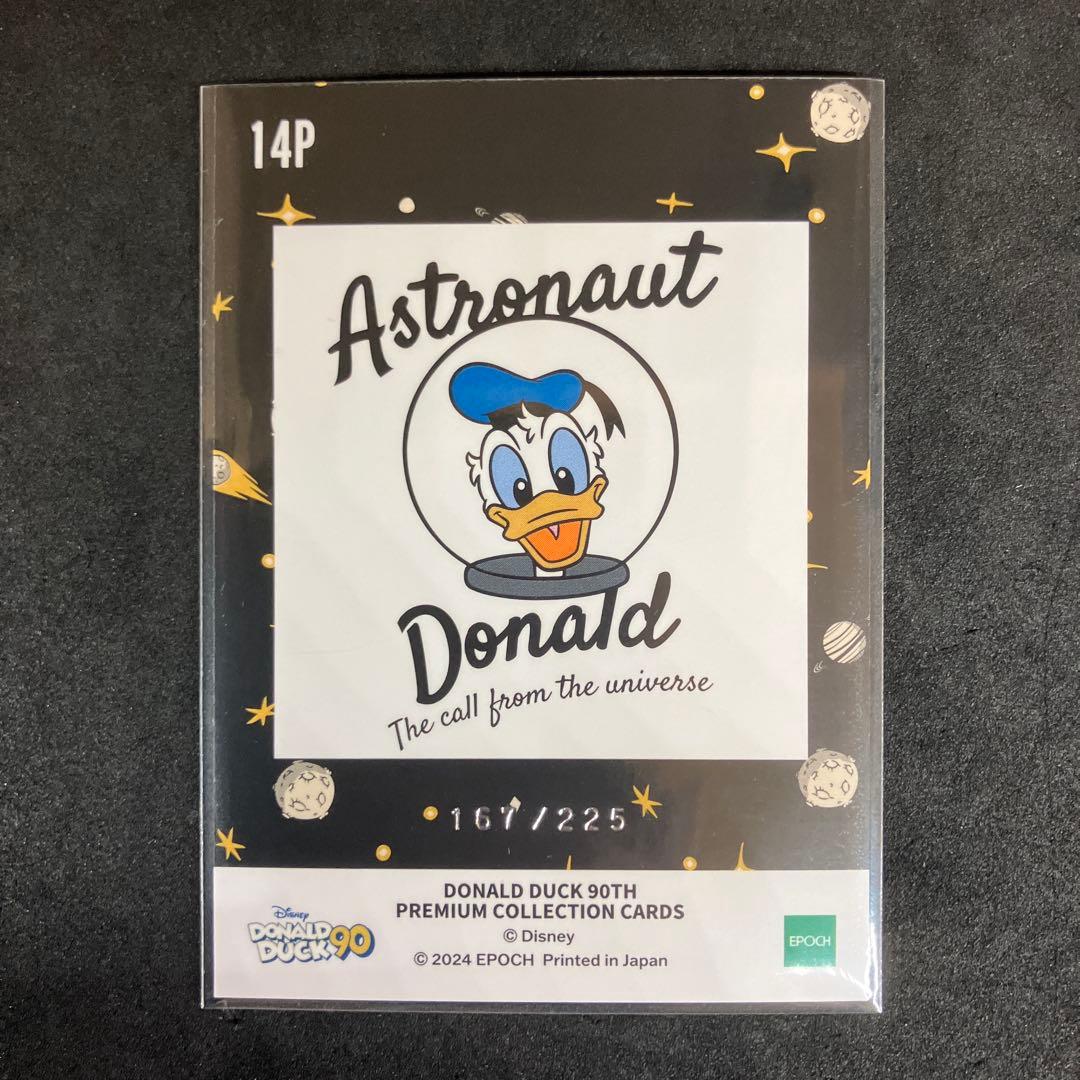 14P
Astronaut
Donald
The call from the universe
167/225
DONALD DUCK 90TH
PREMIUM COLLECTION CARDS
© Disney
© 2024 EPOCH Printed in Japan
Disney
DONALD
DUCK 90
EPOCH